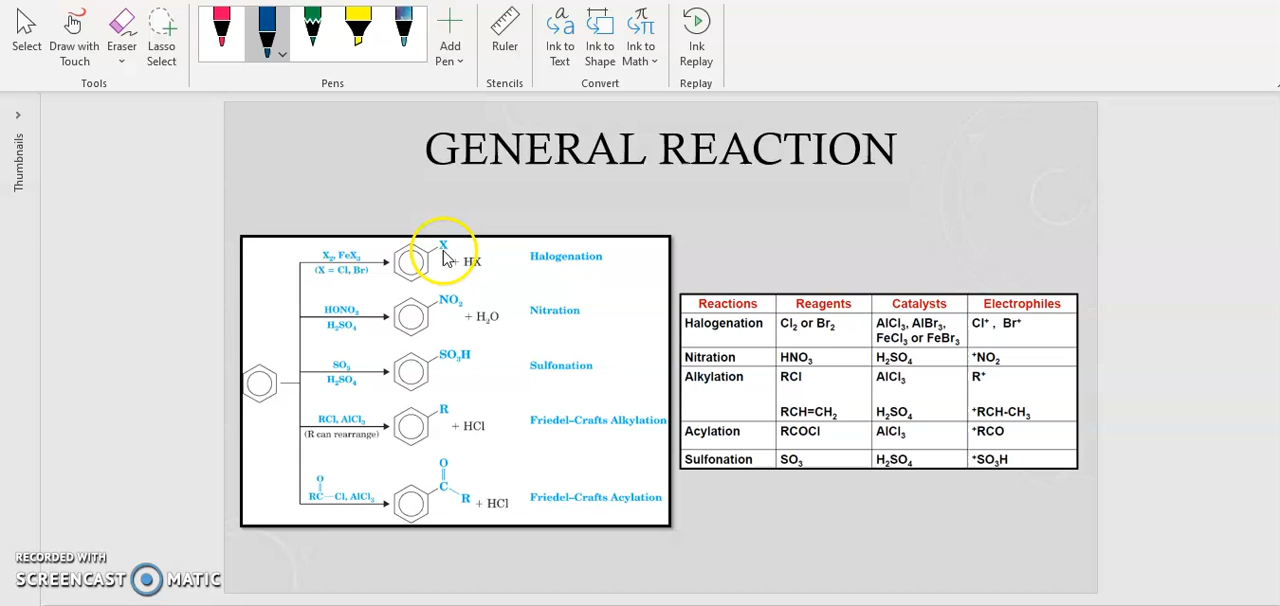 Select
Draw with
Touch
Eraser
Lasso
Select
Tools
Pens
Add
Pen
Ruler
Stencils
Ink to
Text
Ink to
Shape
Ink to
Math
Convert
Ink
Replay
Replay
Thumbnails
GENERAL REACTION
X₂, FeX₃
(X = Cl, Br)
X
+ HX
Halogenation
HONO₂
H₂SO₄
NO₂
+ H₂O
Nitration
SO₃
H₂SO₄
SO₃H
Sulfonation
RCl, AlCl₃
(R can rearrange)
R
+ HCl
Friedel–Crafts Alkylation
O
RC—Cl, AlCl₃
O
C
R
+ HCl
Friedel–Crafts Acylation
Reactions Reagents Catalysts Electrophiles
Halogenation Cl₂ or Br₂ AlCl₃, AlBr₃, Cl⁺ , Br⁺
FeCl₃ or FeBr₃
Nitration HNO₃ H₂SO₄ ⁺NO₂
Alkylation RCl AlCl₃ R⁺
RCH=CH₂ H₂SO₄ ⁺RCH-CH₃
Acylation RCOCl AlCl₃ ⁺RCO
Sulfonation SO₃ H₂SO₄ ⁺SO₃H
RECORDED WITH
SCREENCAST MATIC